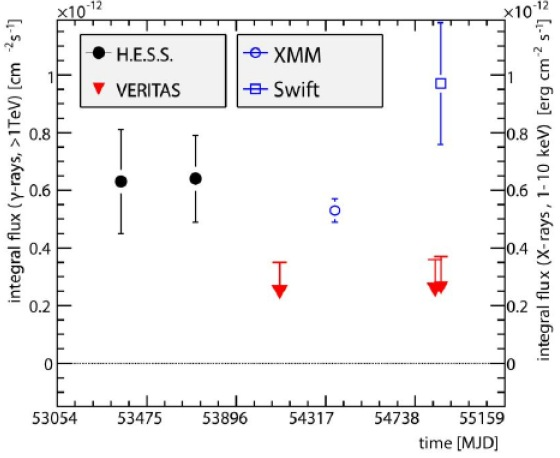 ×10⁻¹² ×10⁻¹²
H.E.S.S. XMM
VERITAS Swift
integral flux (γ-rays, >1TeV) [cm⁻²s⁻¹]
integral flux (X-rays, 1-10 keV) [erg cm⁻²s⁻¹]
1 1
0.8 0.8
0.6 0.6
0.4 0.4
0.2 0.2
0 0
53054 53475 53896 54317 54738 55159
time [MJD]